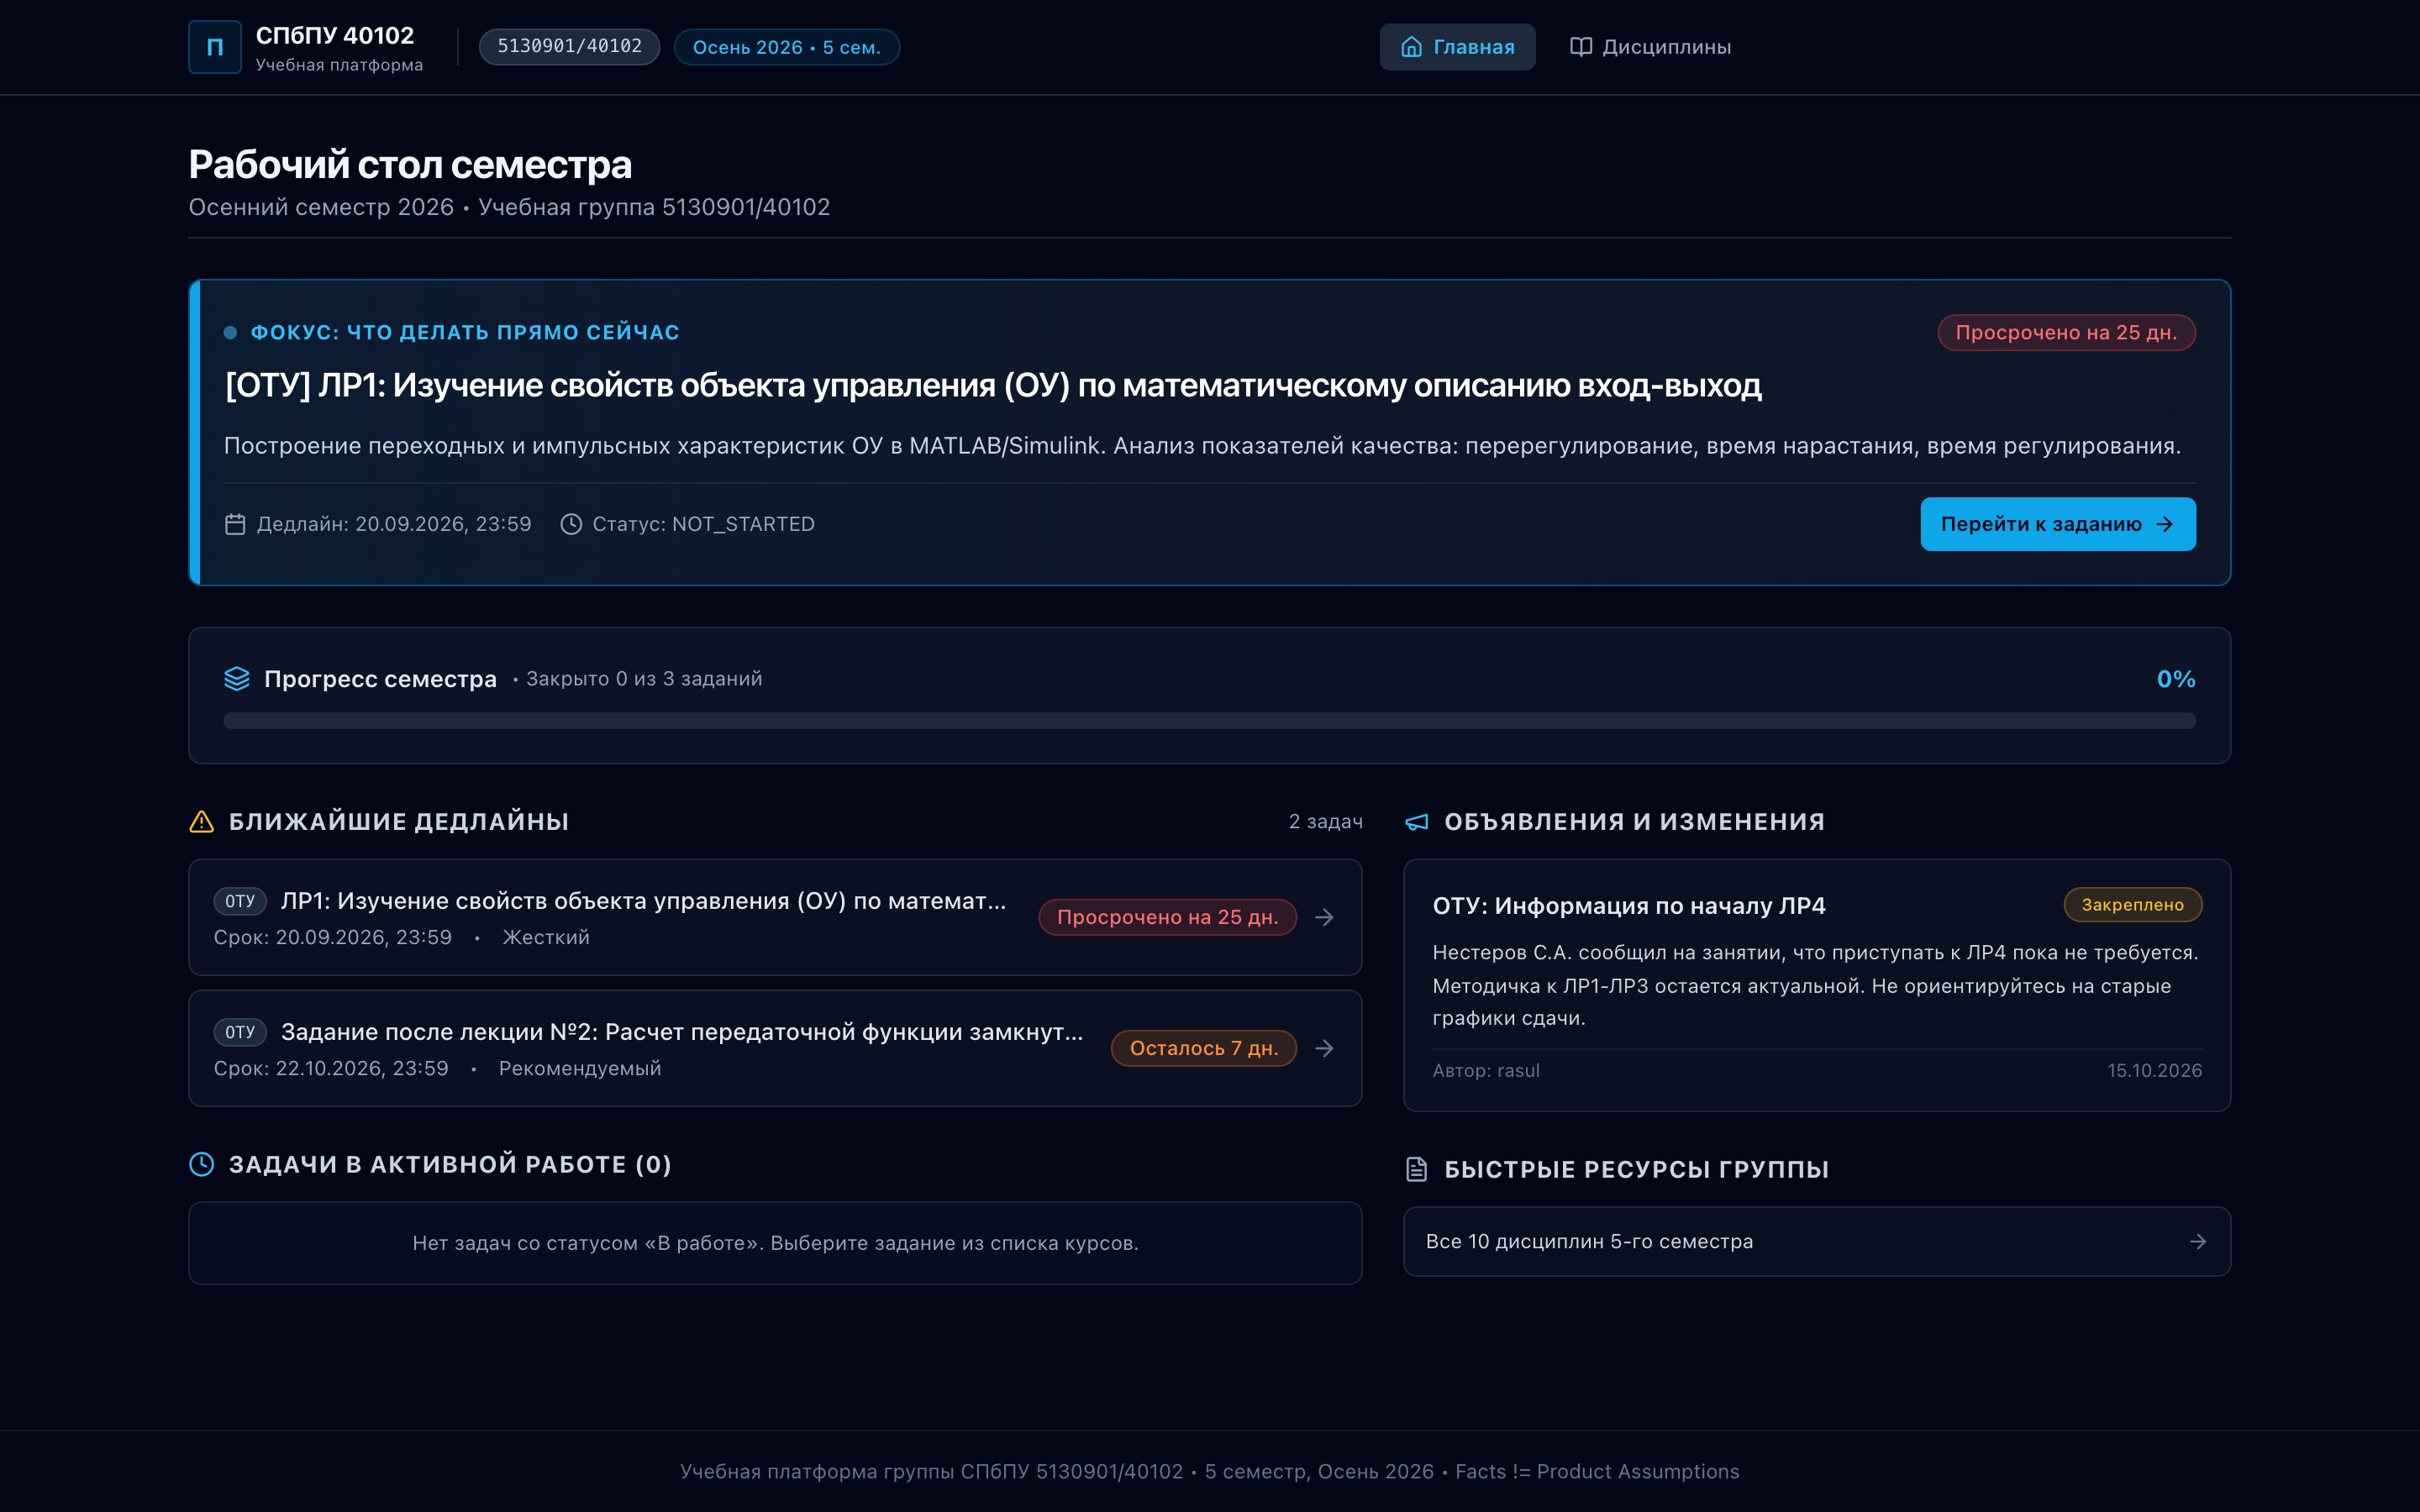 П
СПбПУ 40102
Учебная платформа
5130901/40102
Осень 2026 • 5 сем.
Главная
Дисциплины
Рабочий стол семестра
Осенний семестр 2026 • Учебная группа 5130901/40102
ФОКУС: ЧТО ДЕЛАТЬ ПРЯМО СЕЙЧАС
Просрочено на 25 дн.
[ОТУ] ЛР1: Изучение свойств объекта управления (ОУ) по математическому описанию вход-выход
Построение переходных и импульсных характеристик ОУ в MATLAB/Simulink. Анализ показателей качества: перерегулирование, время нарастания, время регулирования.
Дедлайн: 20.09.2026, 23:59
Статус: NOT_STARTED
Перейти к заданию →
Прогресс семестра • Закрыто 0 из 3 заданий
0%
БЛИЖАЙШИЕ ДЕДЛАЙНЫ
2 задач
ОТУ ЛР1: Изучение свойств объекта управления (ОУ) по математ...
Срок: 20.09.2026, 23:59 • Жесткий
Просрочено на 25 дн.
ОТУ Задание после лекции №2: Расчет передаточной функции замкнут...
Срок: 22.10.2026, 23:59 • Рекомендуемый
Осталось 7 дн.
ЗАДАЧИ В АКТИВНОЙ РАБОТЕ (0)
Нет задач со статусом «В работе». Выберите задание из списка курсов.
ОБЪЯВЛЕНИЯ И ИЗМЕНЕНИЯ
ОТУ: Информация по началу ЛР4
Закреплено
Нестеров С.А. сообщил на занятии, что приступать к ЛР4 пока не требуется.
Методичка к ЛР1-ЛР3 остается актуальной. Не ориентируйтесь на старые
графики сдачи.
Автор: rasul
15.10.2026
БЫСТРЫЕ РЕСУРСЫ ГРУППЫ
Все 10 дисциплин 5-го семестра
Учебная платформа группы СПбПУ 5130901/40102 • 5 семестр, Осень 2026 • Facts != Product Assumptions